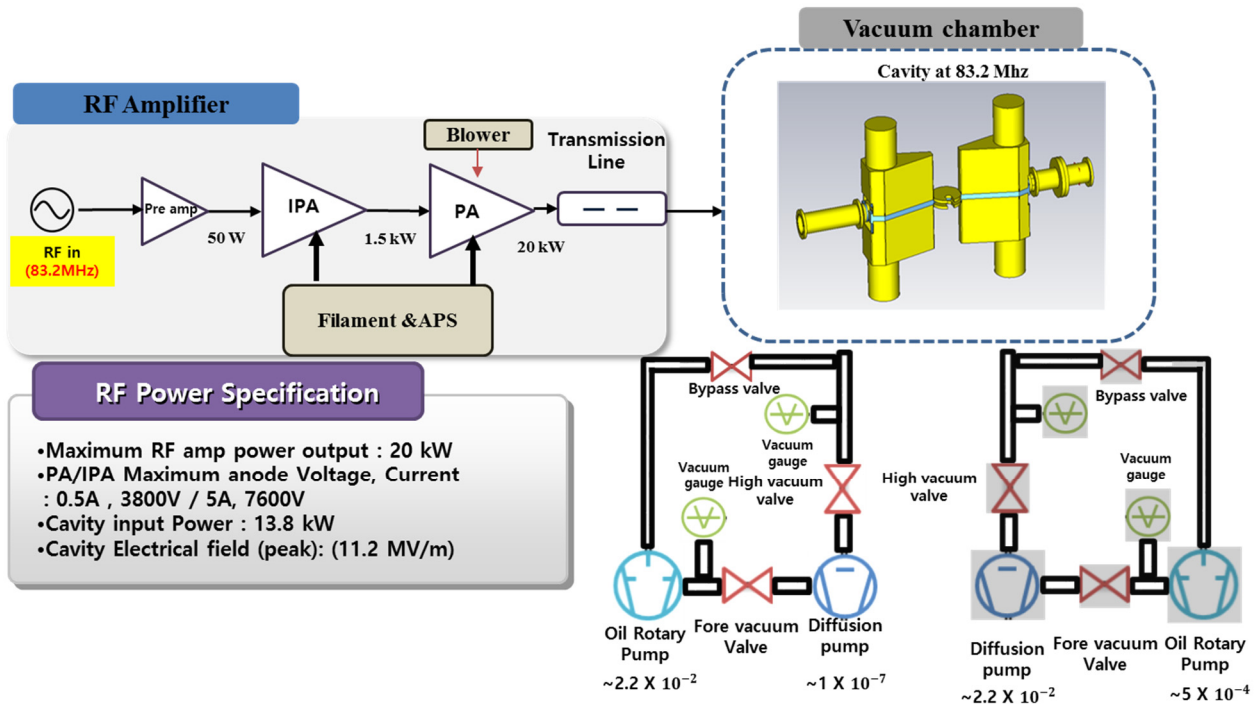 Vacuum chamber
Cavity at 83.2 Mhz
RF Amplifier
Blower
Transmission
Line
Pre amp
IPA
PA
50 W
1.5 kW
20 kW
RF in
(83.2MHz)
Filament &APS
RF Power Specification
•Maximum RF amp power output : 20 kW
•PA/IPA Maximum anode Voltage, Current
: 0.5A , 3800V / 5A, 7600V
•Cavity input Power : 13.8 kW
•Cavity Electrical field (peak): (11.2 MV/m)
Bypass valve
Vacuum
gauge
Vacuum
gauge
High vacuum
valve
Oil Rotary
Pump
~2.2 X 10⁻²
Fore vacuum
Valve
Diffusion
pump
~1 X 10⁻⁷
Bypass valve
High vacuum
valve
Vacuum
gauge
Diffusion
pump
~2.2 X 10⁻²
Fore vacuum
Valve
Oil Rotary
Pump
~5 X 10⁻⁴